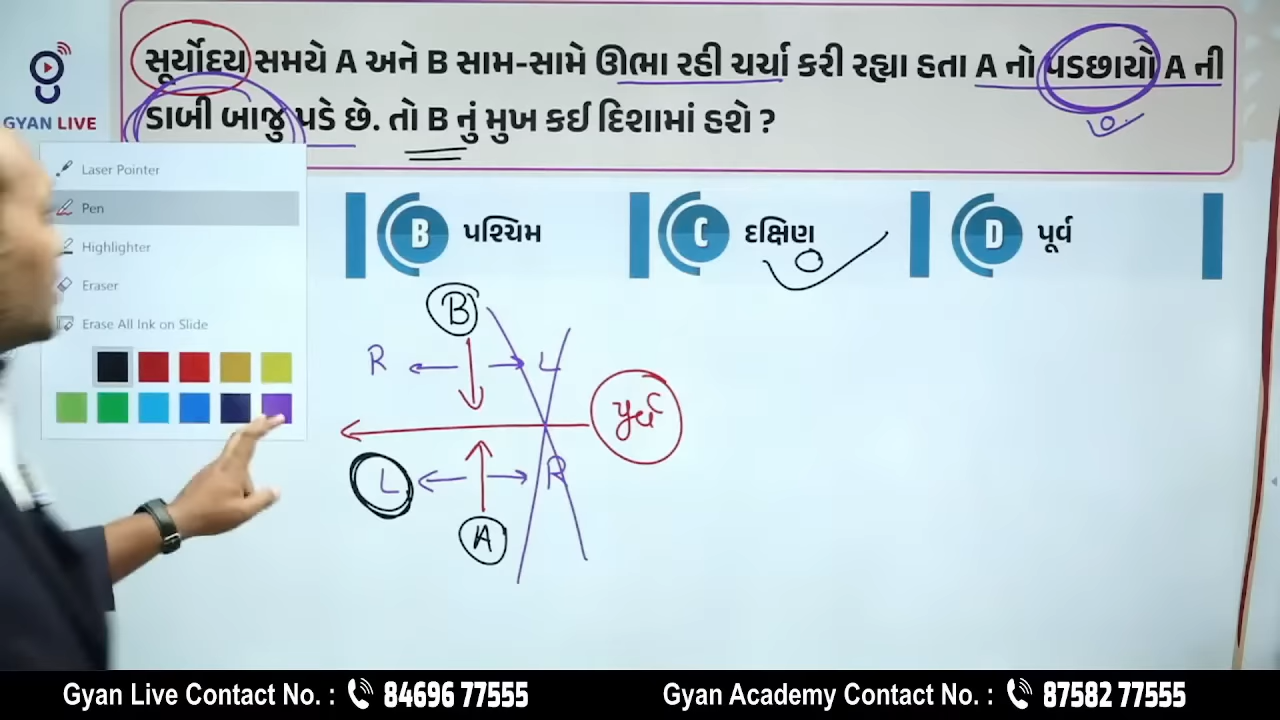 સૂર્યોદય સમયે A અને B સામ-સામે ઊભા રહી ચર્ચા કરી રહ્યા હતા A નો પડછાયો A ની
ડાબી બાજુ પડે છે. તો B નું મુખ કઈ દિશામાં હશે ?
GYAN LIVE
Laser Pointer
Pen
Highlighter
Eraser
Erase All Ink on Slide
B પશ્ચિમ
C દક્ષિણ
D પૂર્વ
B
R L
પૂર્વ
L R
A
Gyan Live Contact No. : 84696 77555
Gyan Academy Contact No. : 87582 77555